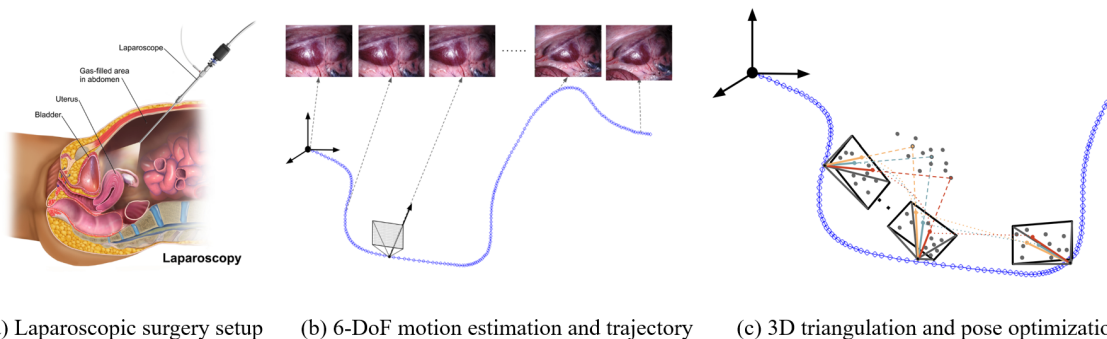 Laparoscope
Gas-filled area
in abdomen
Uterus
Bladder
Laparoscopy
) Laparoscopic surgery setup
(b) 6-DoF motion estimation and trajectory
(c) 3D triangulation and pose optimizatio